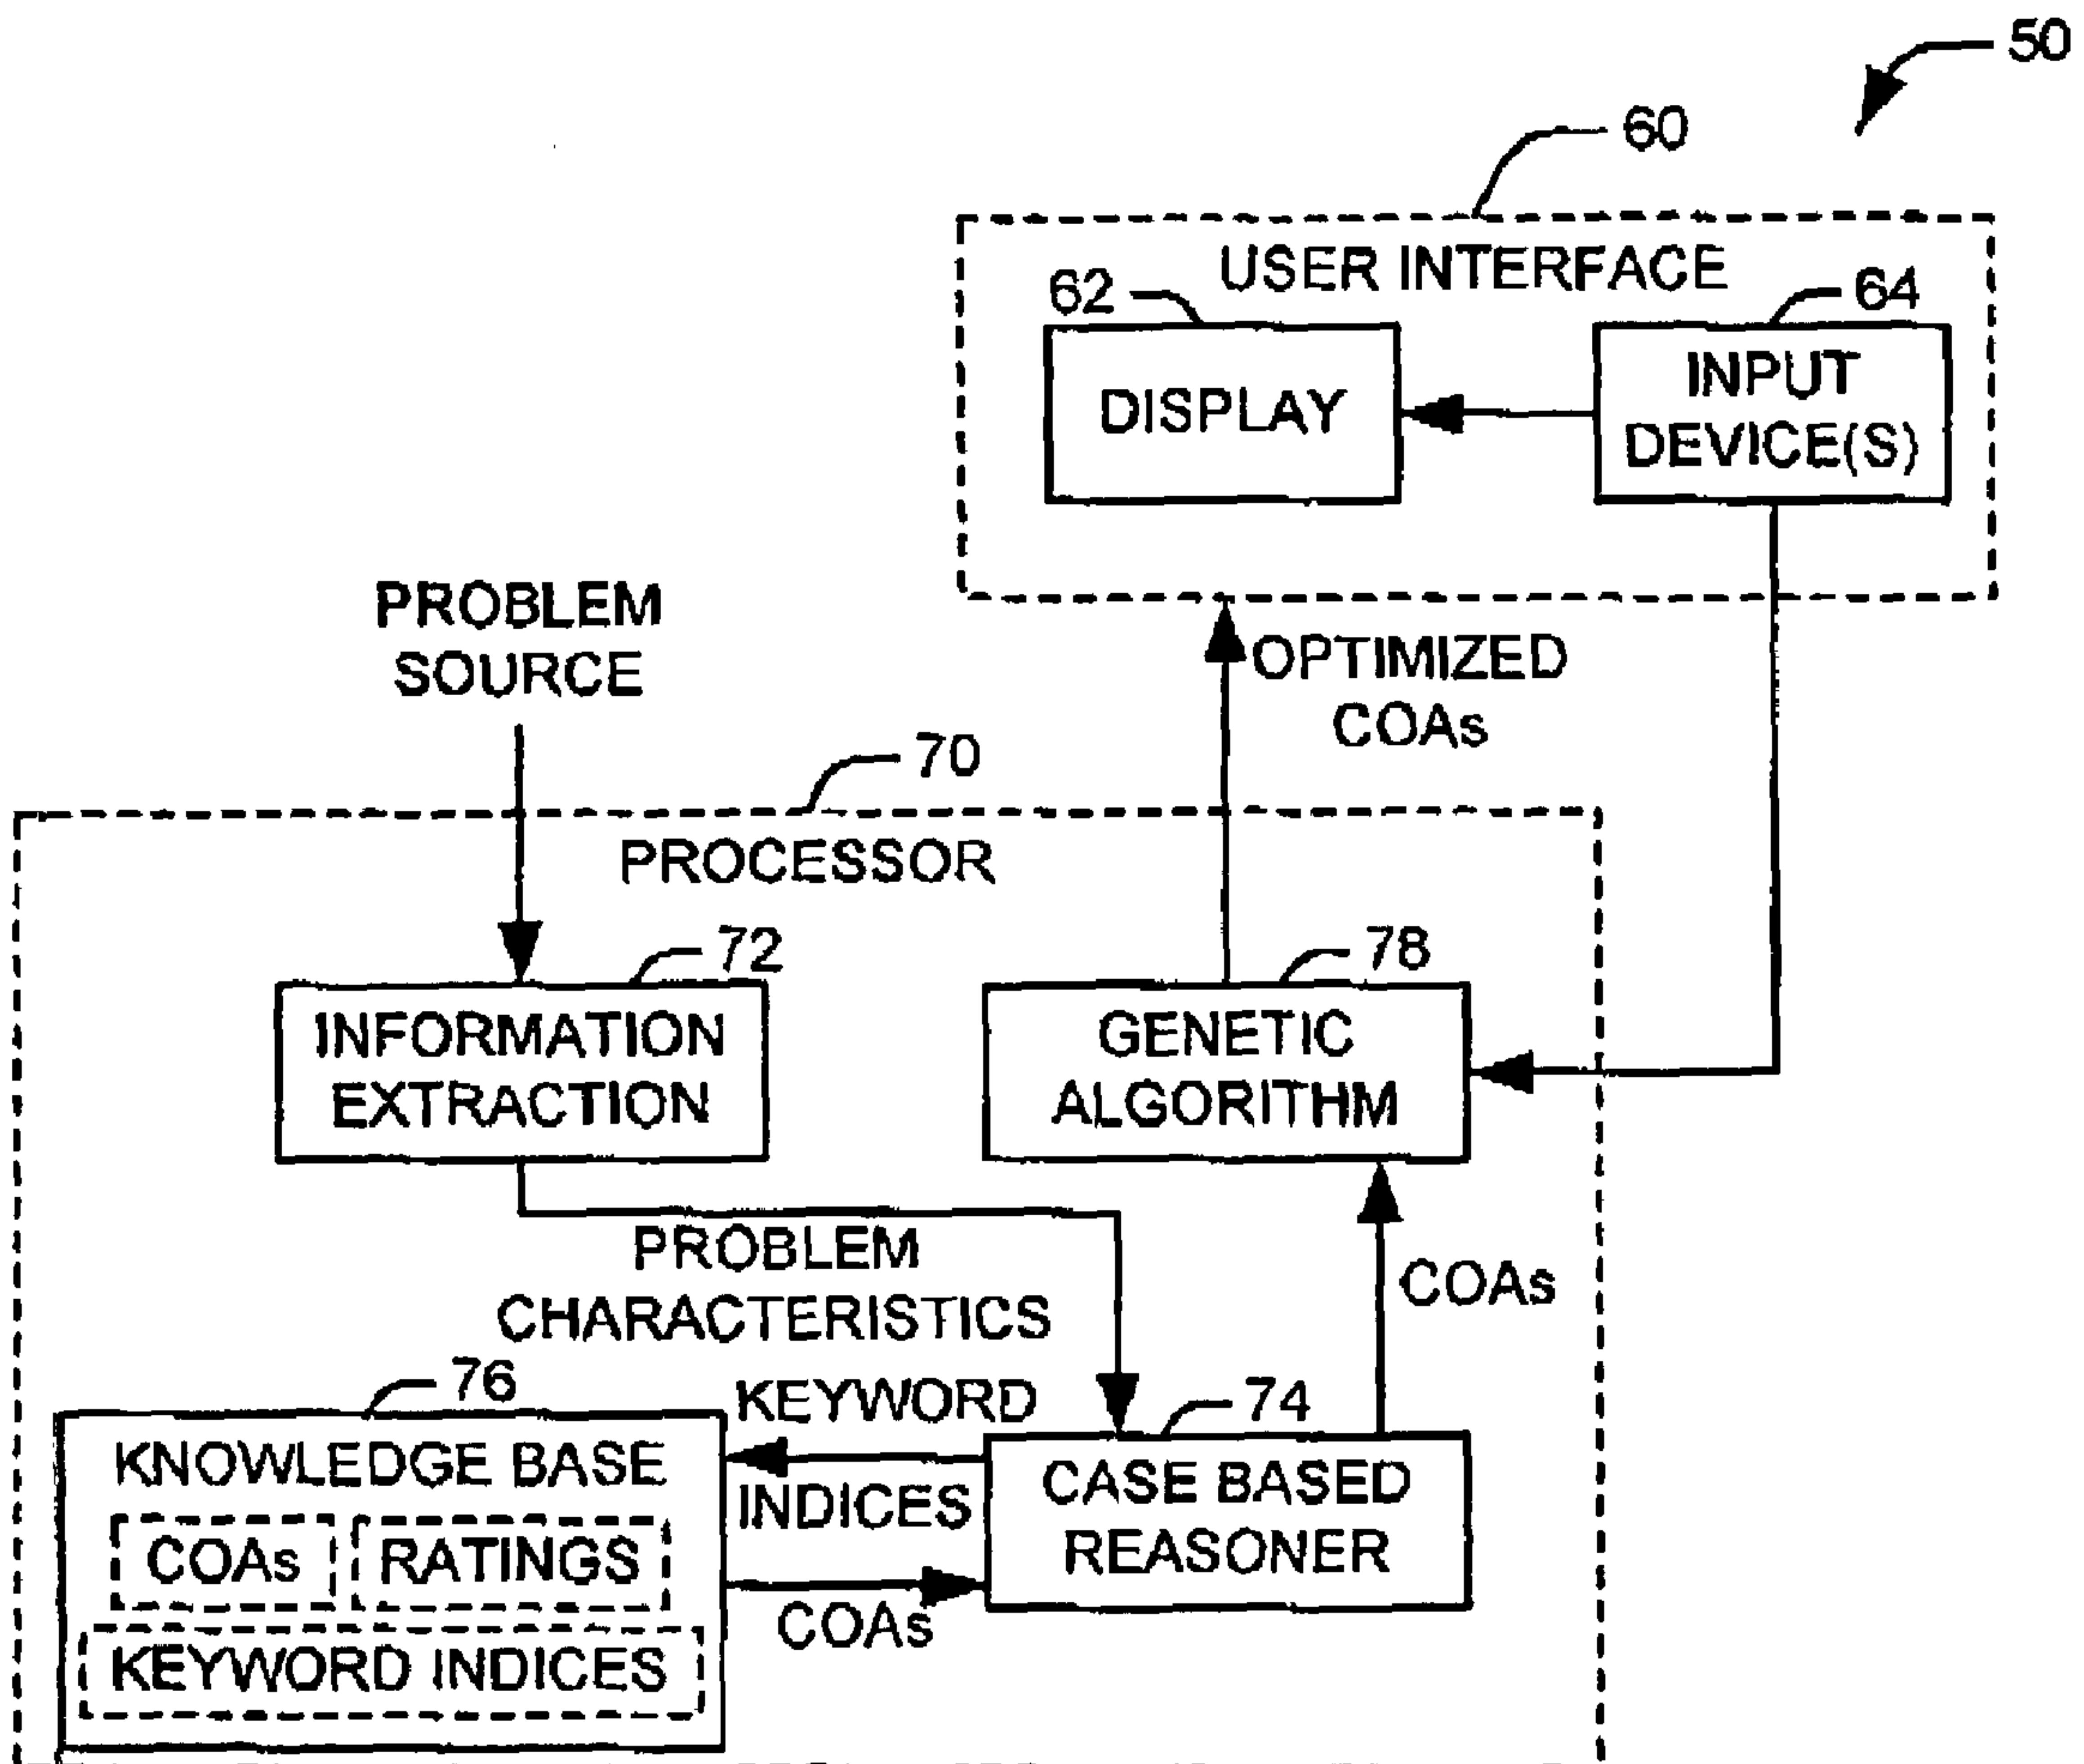 50
60
USER INTERFACE
62
64
DISPLAY
INPUT
DEVICE(S)
PROBLEM
SOURCE
OPTIMIZED
COAs
70
PROCESSOR
72
78
INFORMATION
EXTRACTION
GENETIC
ALGORITHM
PROBLEM
CHARACTERISTICS
COAs
76
KEYWORD
74
KNOWLEDGE BASE
INDICES
CASE BASED
REASONER
COAs
RATINGS
COAs
KEYWORD INDICES